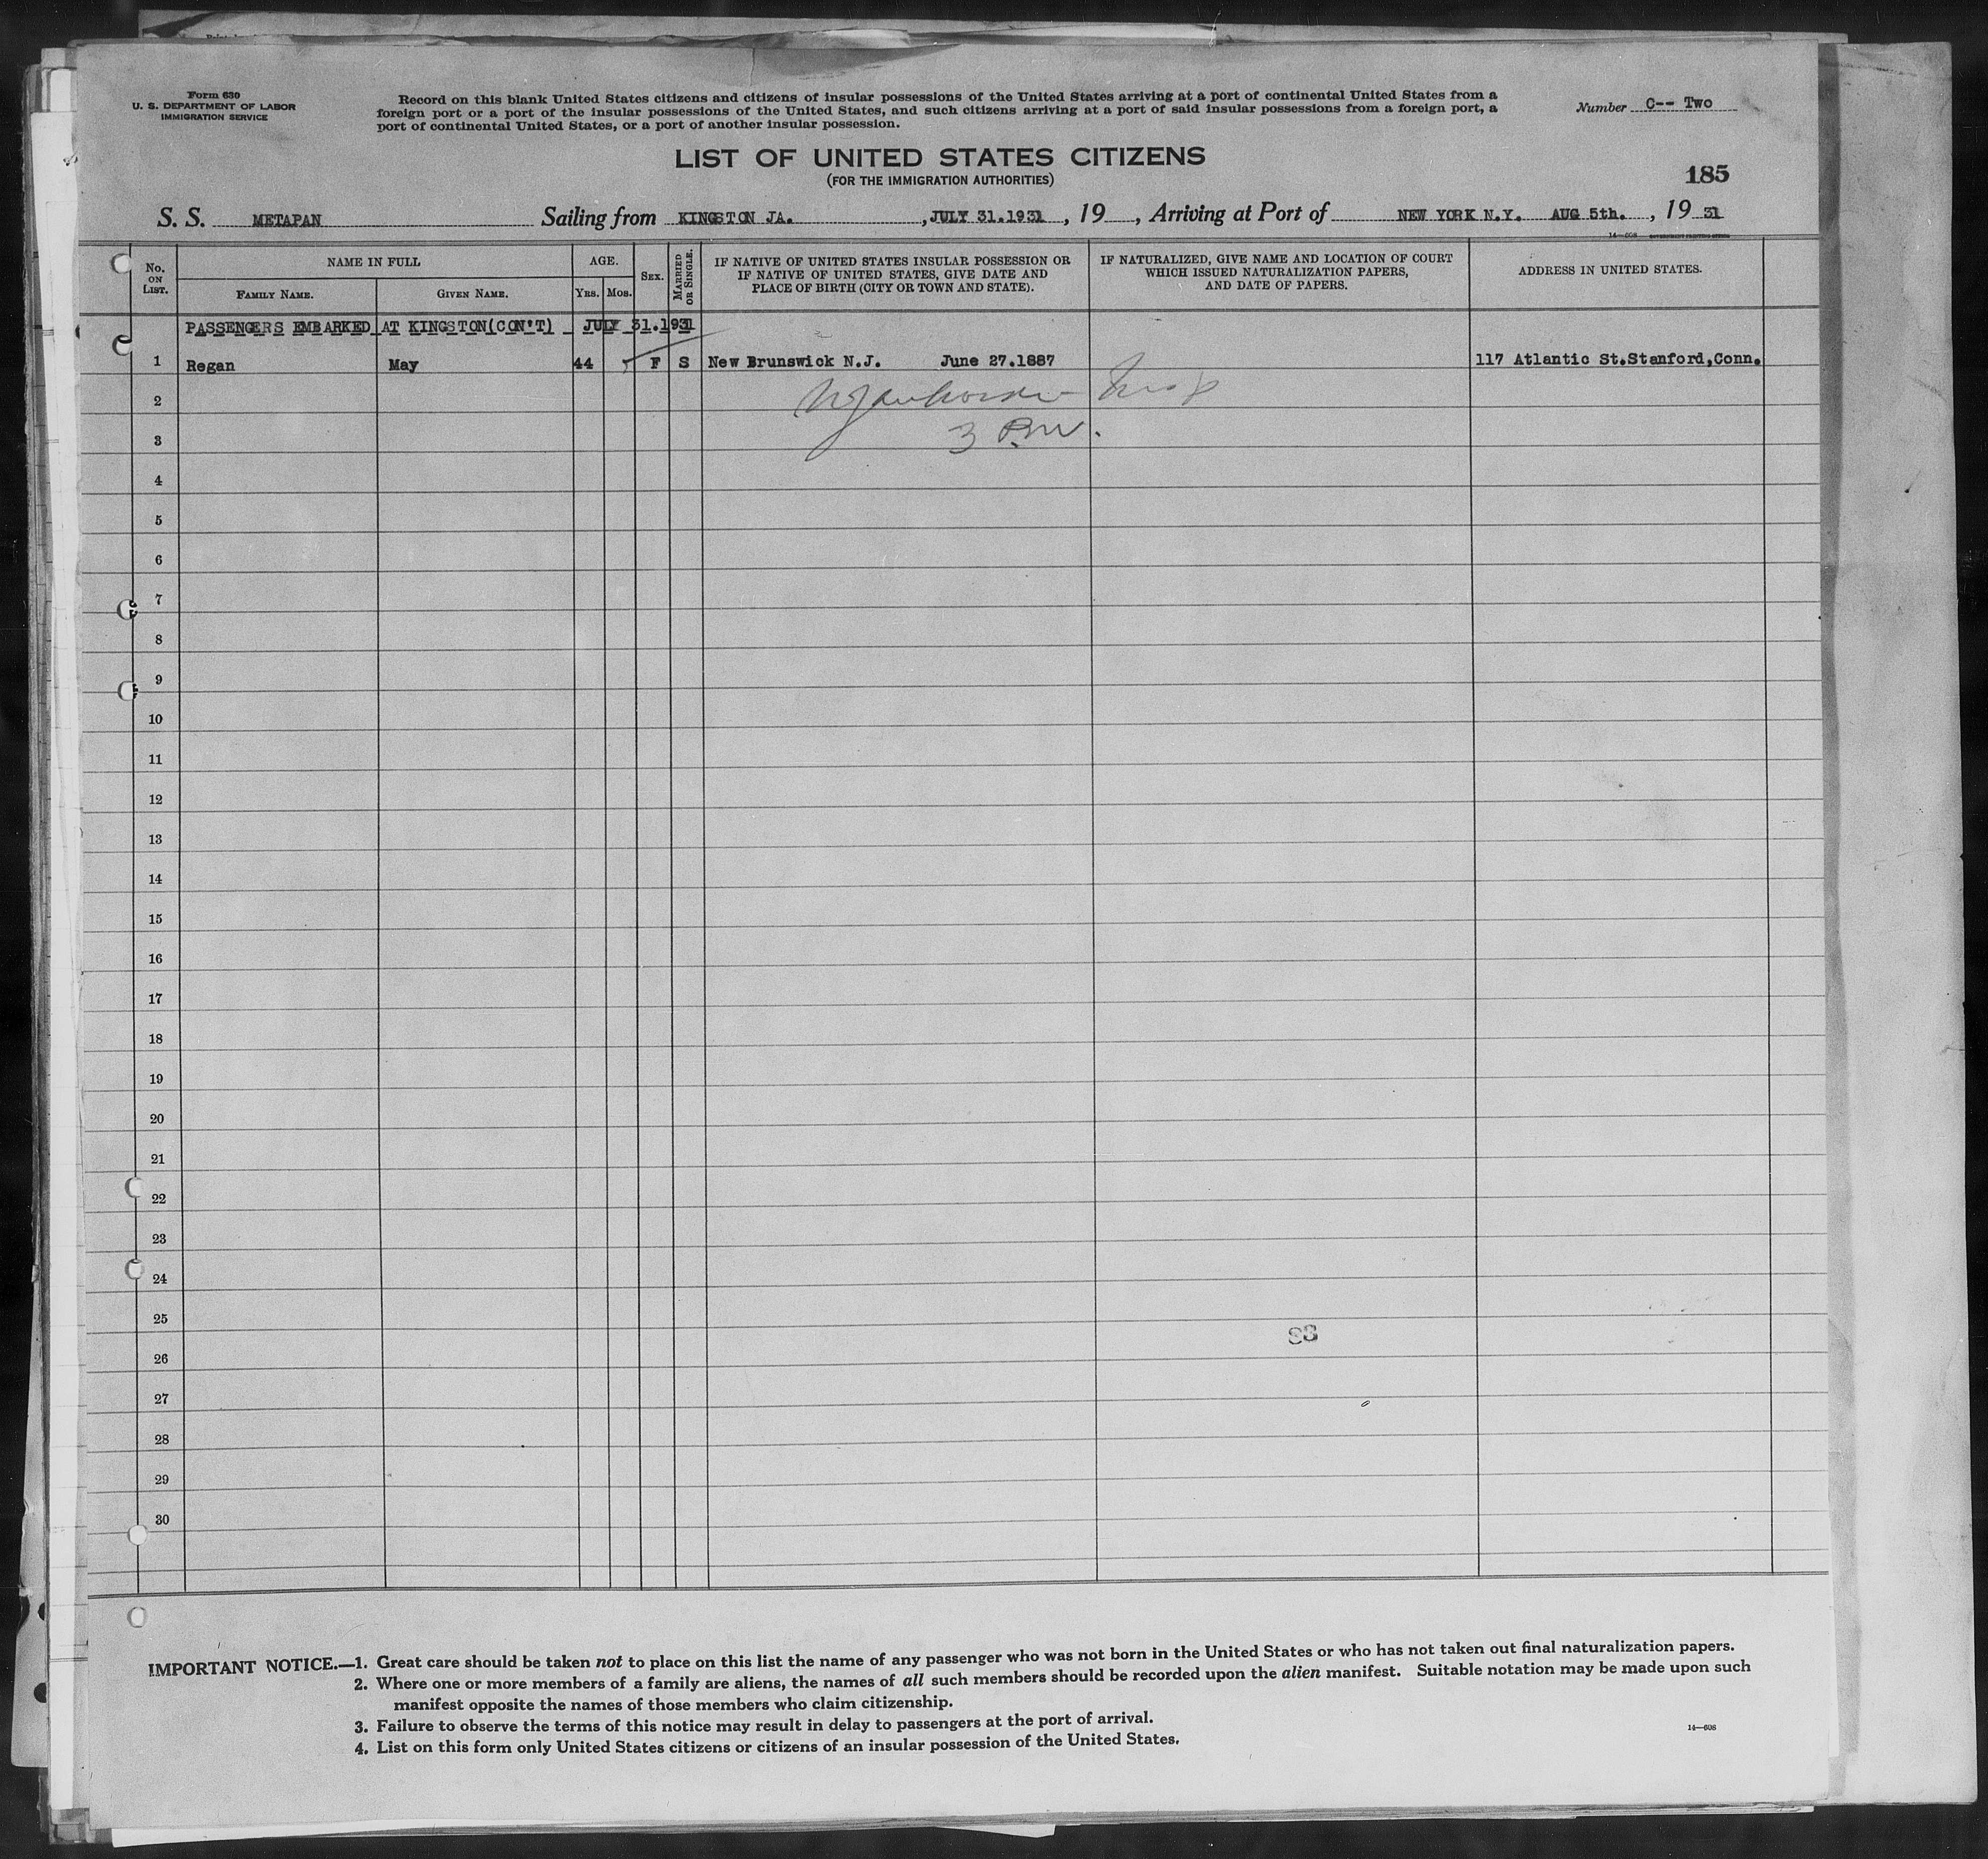 Form 630
U. S. DEPARTMENT OF LABOR
IMMIGRATION SERVICE
Record on this blank United States citizens and citizens of insular possessions of the United States arriving at a port of continental United States from a
foreign port or a port of the insular possessions of the United States, and such citizens arriving at a port of said insular possessions from a foreign port, a
port of continental United States, or a port of another insular possession.
Number C-- Two
LIST OF UNITED STATES CITIZENS
(FOR THE IMMIGRATION AUTHORITIES)
185
S. S. METAPAN Sailing from KINGSTON JA. , JULY 31.1931 , 19 , Arriving at Port of NEW YORK N.Y. AUG 5th. , 19 31
14—608 GOVERNMENT PRINTING OFFICE
No. ON LIST.
NAME IN FULL
FAMILY NAME.
GIVEN NAME.
AGE.
YRS.
MOS.
SEX.
MARRIED OR SINGLE.
IF NATIVE OF UNITED STATES INSULAR POSSESSION OR
IF NATIVE OF UNITED STATES, GIVE DATE AND
PLACE OF BIRTH (CITY OR TOWN AND STATE).
IF NATURALIZED, GIVE NAME AND LOCATION OF COURT
WHICH ISSUED NATURALIZATION PAPERS,
AND DATE OF PAPERS.
ADDRESS IN UNITED STATES.
PASSENGERS EMBARKED AT KINGSTON(CON'T) JULY 31.1931
1 Regan May 44 F S New Brunswick N.J. June 27.1887 117 Atlantic St.Stanford,Conn.
2
3
4
5
6
7
8
9
10
11
12
13
14
15
16
17
18
19
20
21
22
23
24
25
83
26
27
28
29
30
IMPORTANT NOTICE.—1. Great care should be taken not to place on this list the name of any passenger who was not born in the United States or who has not taken out final naturalization papers.
2. Where one or more members of a family are aliens, the names of all such members should be recorded upon the alien manifest. Suitable notation may be made upon such
manifest opposite the names of those members who claim citizenship.
3. Failure to observe the terms of this notice may result in delay to passengers at the port of arrival.
4. List on this form only United States citizens or citizens of an insular possession of the United States.
14—608